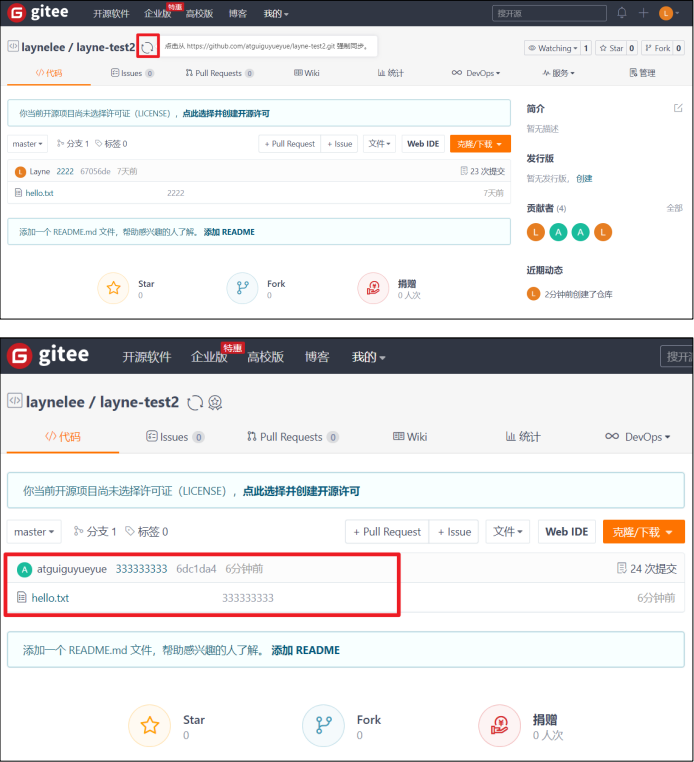 G gitee 开源软件 企业版 特惠 高校版 博客 我的 搜开源 L
laynelee / layne-test2 点击从 https://github.com/atguiguyueyue/layne-test2.git 强制同步。 Watching 1 Star 0 Fork 0
代码 Issues 0 Pull Requests 0 Wiki 统计 DevOps 服务 管理
你当前开源项目尚未选择许可证（LICENSE），点此选择并创建开源许可
简介
暂无描述
master 分支 1 标签 0 + Pull Request + Issue 文件 Web IDE 克隆/下载
发行版
L Layne 2222 67056de 7天前 23 次提交
暂无发行版，创建
hello.txt 2222 7天前
贡献者 (4) 全部
添加一个 README.md 文件，帮助感兴趣的人了解。 添加 README
L A A L
近期动态
Star Fork 捐赠
0 0 0 人次
L 2分钟前创建了仓库
G gitee 开源软件 企业版 特惠 高校版 博客 我的
laynelee / layne-test2
代码 Issues 0 Pull Requests 0 Wiki 统计 DevOps
你当前开源项目尚未选择许可证（LICENSE），点此选择并创建开源许可
master 分支 1 标签 0 + Pull Request + Issue 文件 Web IDE 克隆/下载
A atguiguyueyue 333333333 6dc1da4 6分钟前 24 次提交
hello.txt 333333333 6分钟前
添加一个 README.md 文件，帮助感兴趣的人了解。 添加 README
Star Fork 捐赠
0 0 0 人次